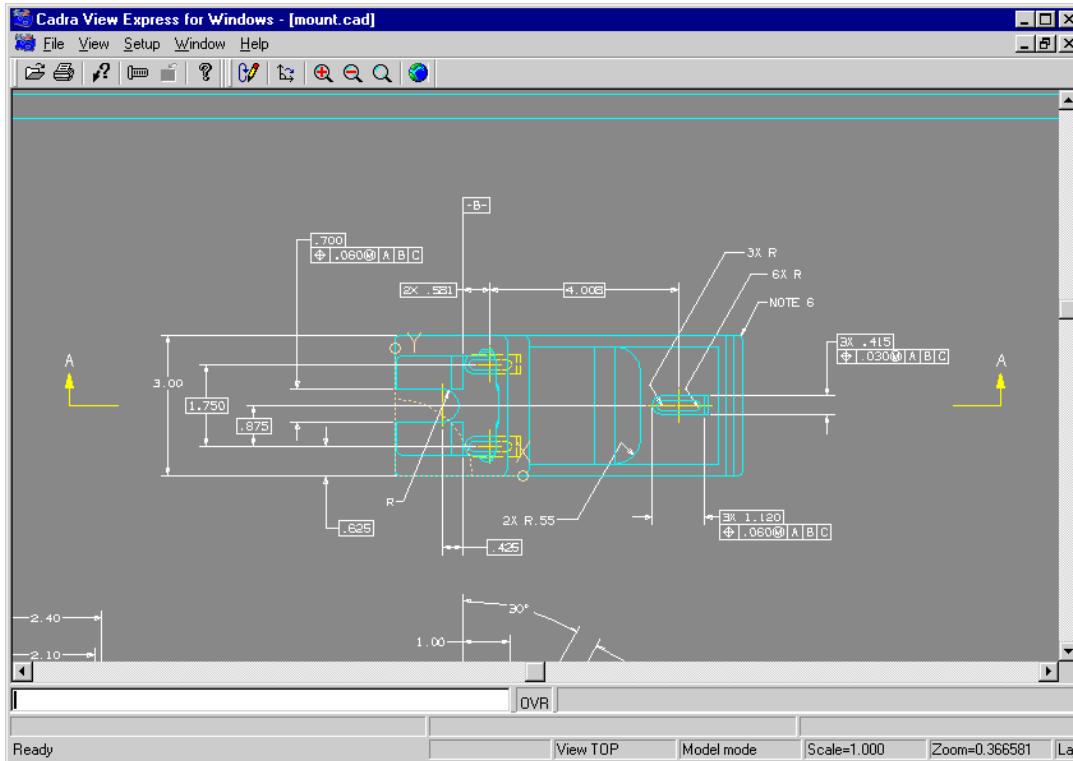 Cadra View Express for Windows - [mount.cad]
File View Setup Window Help
-B-
.700
⌖ .060Ⓜ A B C
3X R
6X R
2X .581
4.008
NOTE 6
Y
3X .415
⌖ .030Ⓜ A B C
A
A
3.00
1.750
.875
X
R
2X R.55
3X 1.120
⌖ .060Ⓜ A B C
.625
.425
30°
2.40
1.00
2.10
OVR
Ready
View TOP
Model mode
Scale=1.000
Zoom=0.366581
La